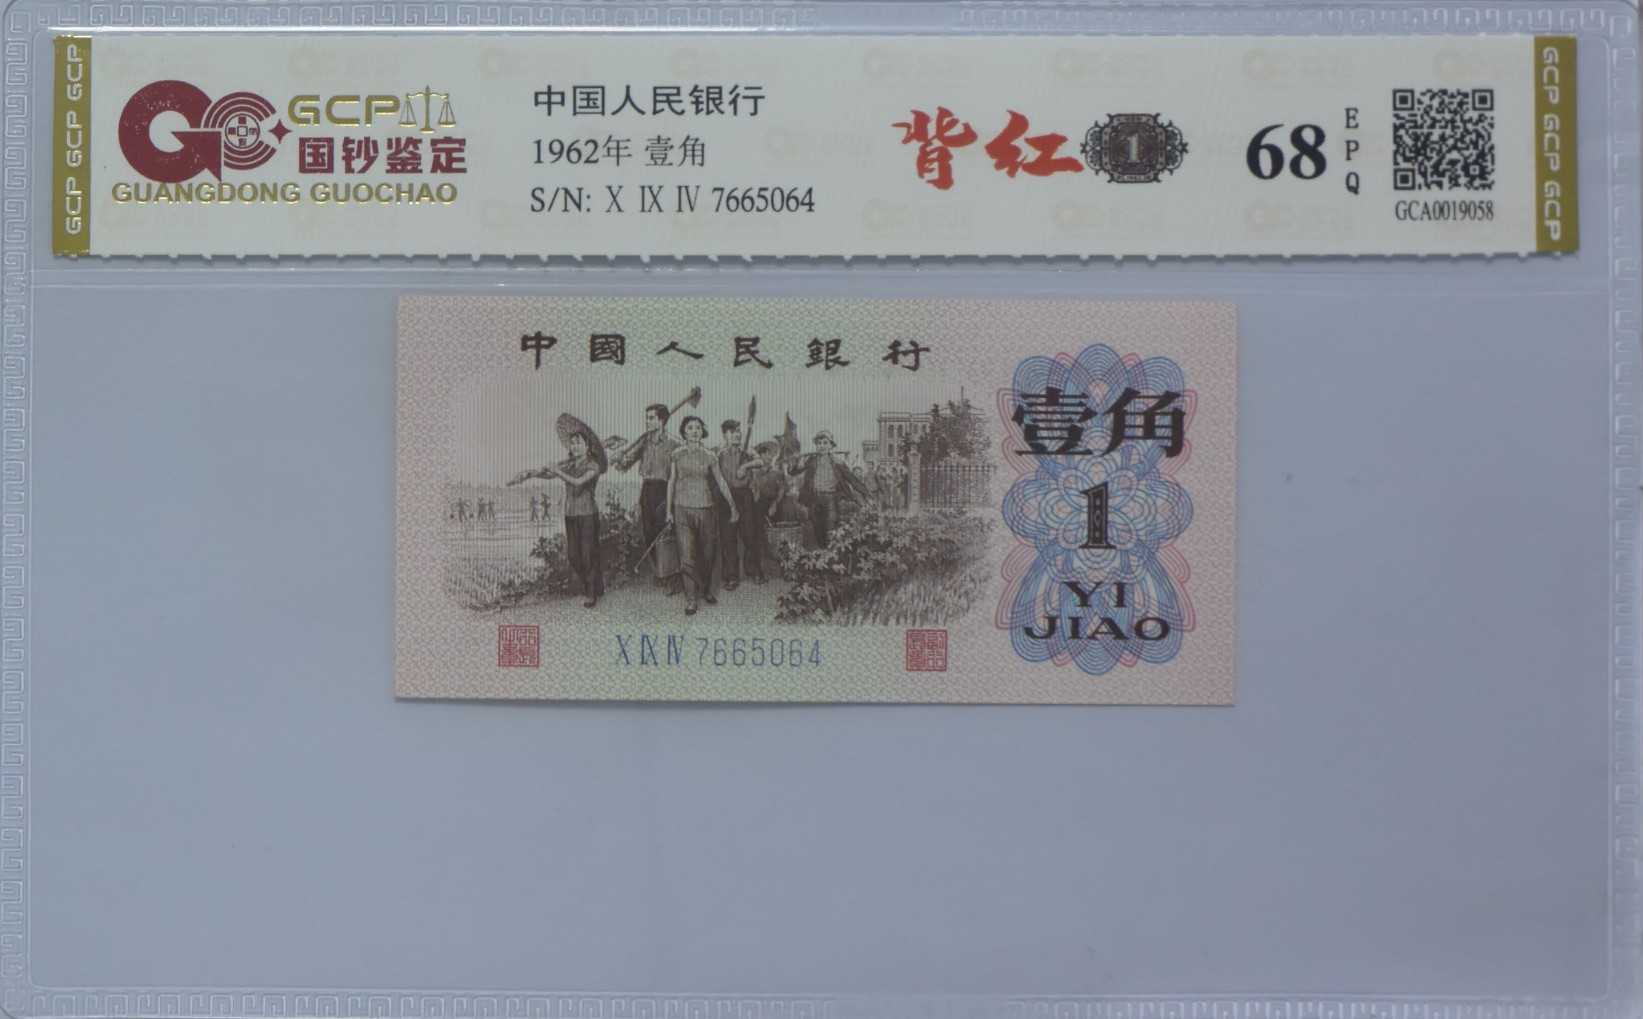 GCP GCP GCP
GCP
国钞鉴定
GUANGDONG GUOCHAO
中国人民银行
1962年 壹角
S/N: X IX IV 7665064
背红
1
68
EPQ
GCA0019058
GCP GCP GCP
中國人民銀行
壹角
1
YI
JIAO
X IX IV 7665064